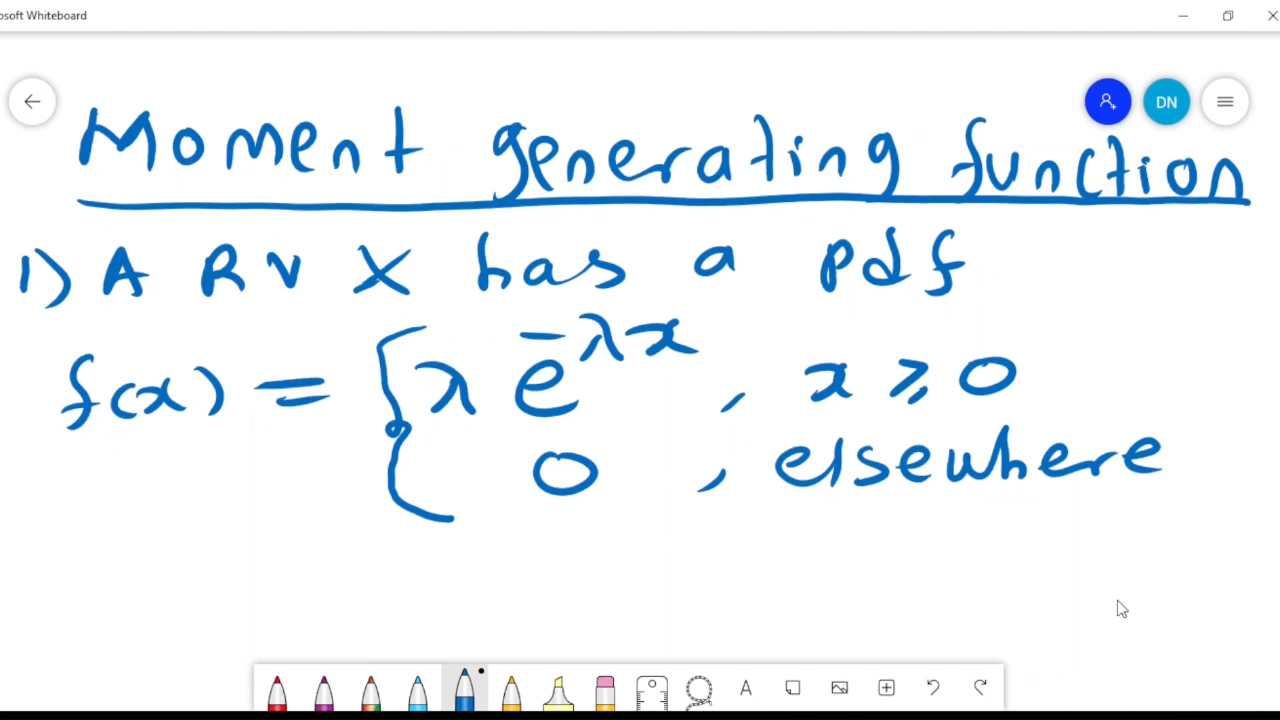 osoft Whiteboard
DN
Moment generating function
1) A RV X has a pdf
f(x) = { λ e^{-λx} , x ⩾ 0
0 , elsewhere
A